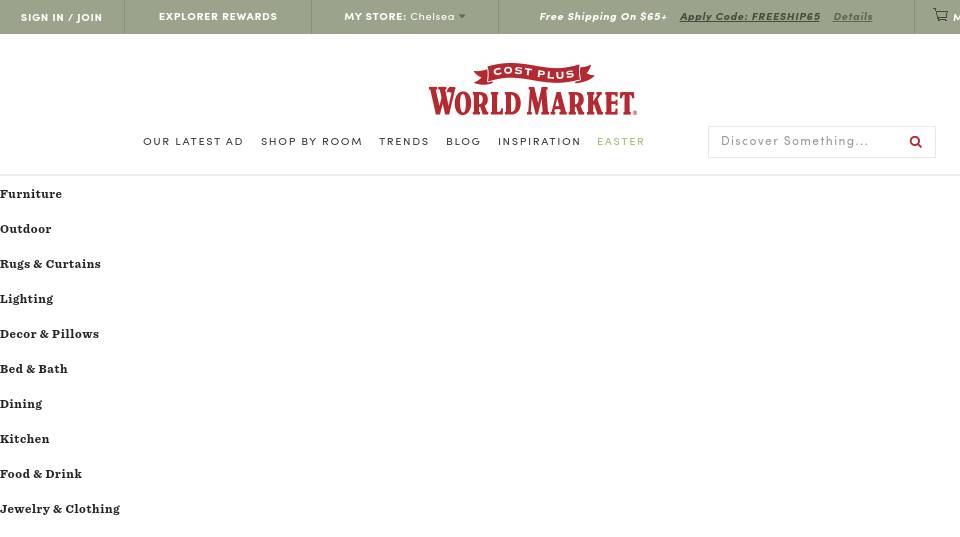 SIGN IN / JOIN EXPLORER REWARDS MY STORE: Chelsea Free Shipping On $65+ Apply Code: FREESHIP65 Details M
COST PLUS
WORLD MARKET®
OUR LATEST AD SHOP BY ROOM TRENDS BLOG INSPIRATION EASTER Discover Something...
Furniture
Outdoor
Rugs & Curtains
Lighting
Decor & Pillows
Bed & Bath
Dining
Kitchen
Food & Drink
Jewelry & Clothing